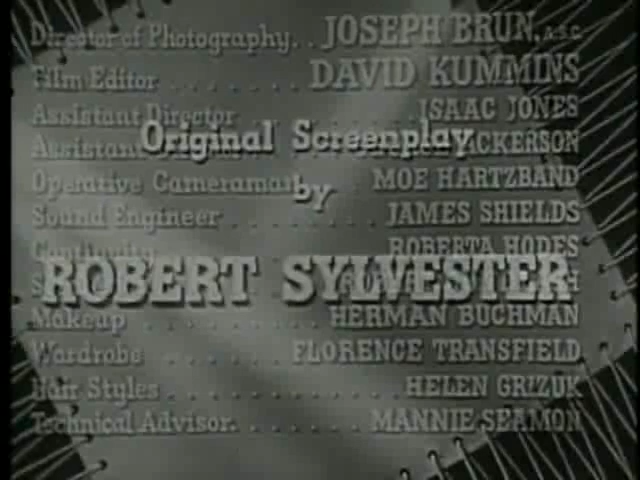 Director of Photography. . JOSEPH BRUN, A.S.C.
Film Editor . . . . . . . DAVID KUMMINS
Assistant Director ISAAC JONES
Original Screenplay
Assistant
Operative Cameraman MOE HARTZBAND
by
Sound Engineer . . . . . . . . JAMES SHIELDS
Continuity ROBERTA HODES
ROBERT SYLVESTER
Makeup . . . . . . . . . HERMAN BUCHMAN
Wardrobe . . . . . . . FLORENCE TRANSFIELD
Hair Styles . . . . . . . . . . . . HELEN GRIZUK
Technical Advisor. . . . . . . MANNIE SEAMON